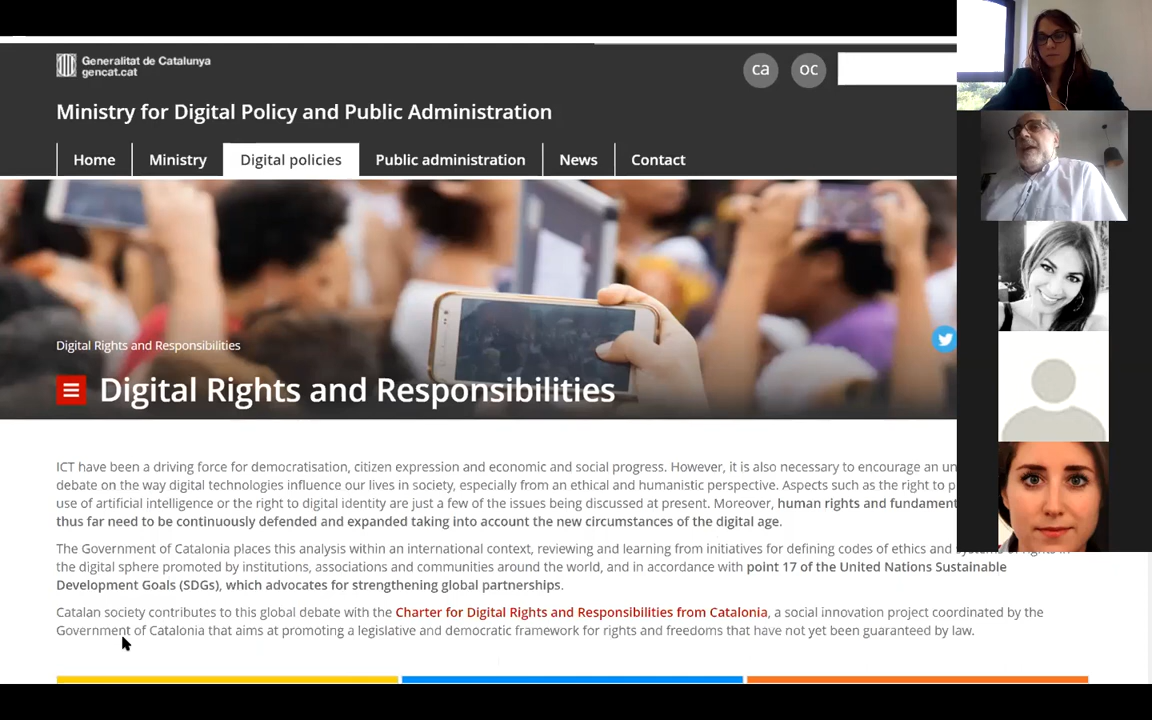 Generalitat de Catalunya
gencat.cat
ca
oc
Ministry for Digital Policy and Public Administration
Home
Ministry
Digital policies
Public administration
News
Contact
Digital Rights and Responsibilities
Digital Rights and Responsibilities
ICT have been a driving force for democratisation, citizen expression and economic and social progress. However, it is also necessary to encourage an
debate on the way digital technologies influence our lives in society, especially from an ethical and humanistic perspective. Aspects such as the right to
use of artificial intelligence or the right to digital identity are just a few of the issues being discussed at present. Moreover, human rights and
thus far need to be continuously defended and expanded taking into account the new circumstances of the digital age.
The Government of Catalonia places this analysis within an international context, reviewing and learning from initiatives for defining codes of ethics and
the digital sphere promoted by institutions, associations and communities around the world, and in accordance with point 17 of the United Nations Sustainable
Development Goals (SDGs), which advocates for strengthening global partnerships.
Catalan society contributes to this global debate with the Charter for Digital Rights and Responsibilities from Catalonia, a social innovation project coordinated by the
Government of Catalonia that aims at promoting a legislative and democratic framework for rights and freedoms that have not yet been guaranteed by law.